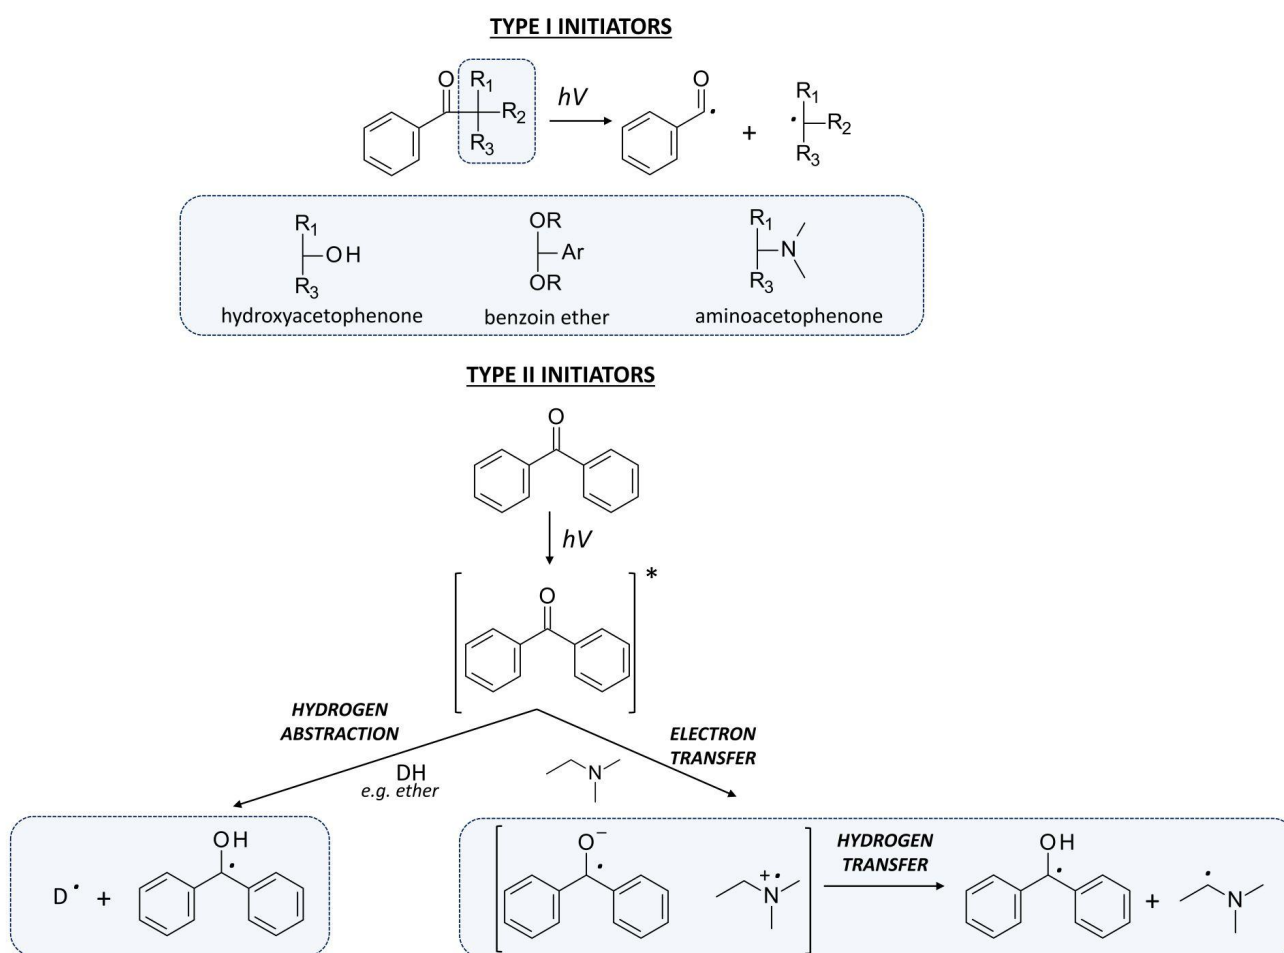 TYPE I INITIATORS
O
R1
R2
R3
hV
O
+
R1
R2
R3
R1
OH
R3
hydroxyacetophenone
OR
Ar
OR
benzoin ether
R1
N
R3
aminoacetophenone
TYPE II INITIATORS
O
hV
O
*
HYDROGEN
ABSTRACTION
DH
e.g. ether
N
ELECTRON
TRANSFER
D• +
OH
O−
+•
N
HYDROGEN
TRANSFER
OH
+
N